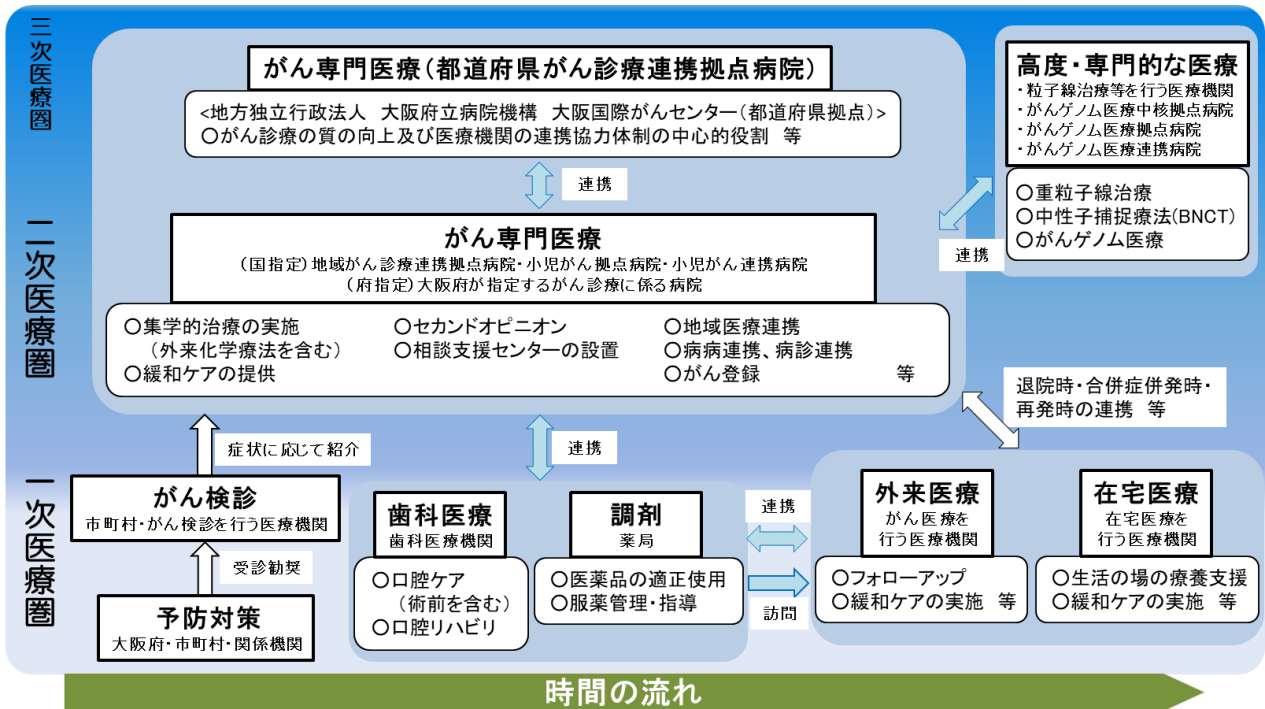 三次医療圏
がん専門医療(都道府県がん診療連携拠点病院)
<地方独立行政法人 大阪府立病院機構 大阪国際がんセンター(都道府県拠点)>
○がん診療の質の向上及び医療機関の連携協力体制の中心的役割 等
連携
高度・専門的な医療
・粒子線治療等を行う医療機関
・がんゲノム医療中核拠点病院
・がんゲノム医療拠点病院
・がんゲノム医療連携病院
○重粒子線治療
○中性子捕捉療法(BNCT)
○がんゲノム医療
連携
二次医療圏
がん専門医療
(国指定)地域がん診療連携拠点病院・小児がん拠点病院・小児がん連携病院
(府指定)大阪府が指定するがん診療に係る病院
○集学的治療の実施
(外来化学療法を含む)
○緩和ケアの提供
○セカンドオピニオン
○相談支援センターの設置
○地域医療連携
○病病連携、病診連携
○がん登録 等
退院時・合併症併発時・
再発時の連携 等
症状に応じて紹介
連携
一次医療圏
がん検診
市町村・がん検診を行う医療機関
受診勧奨
予防対策
大阪府・市町村・関係機関
歯科医療
歯科医療機関
○口腔ケア
(術前を含む)
○口腔リハビリ
調剤
薬局
○医薬品の適正使用
○服薬管理・指導
連携
訪問
外来医療
がん医療を
行う医療機関
○フォローアップ
○緩和ケアの実施 等
在宅医療
在宅医療を
行う医療機関
○生活の場の療養支援
○緩和ケアの実施 等
時間の流れ